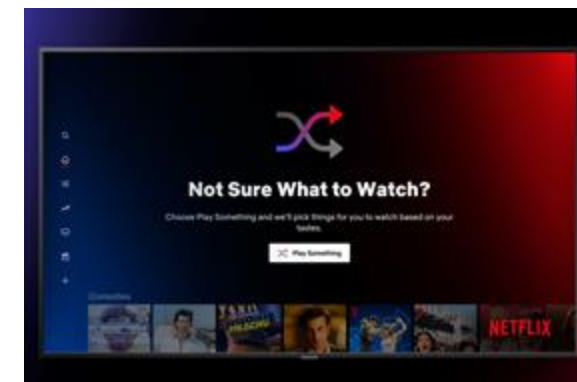 Not Sure What to Watch?
Choose Play Something and we'll pick things for you to watch based on your
tastes.
Play Something
Comedies
NETFLIX